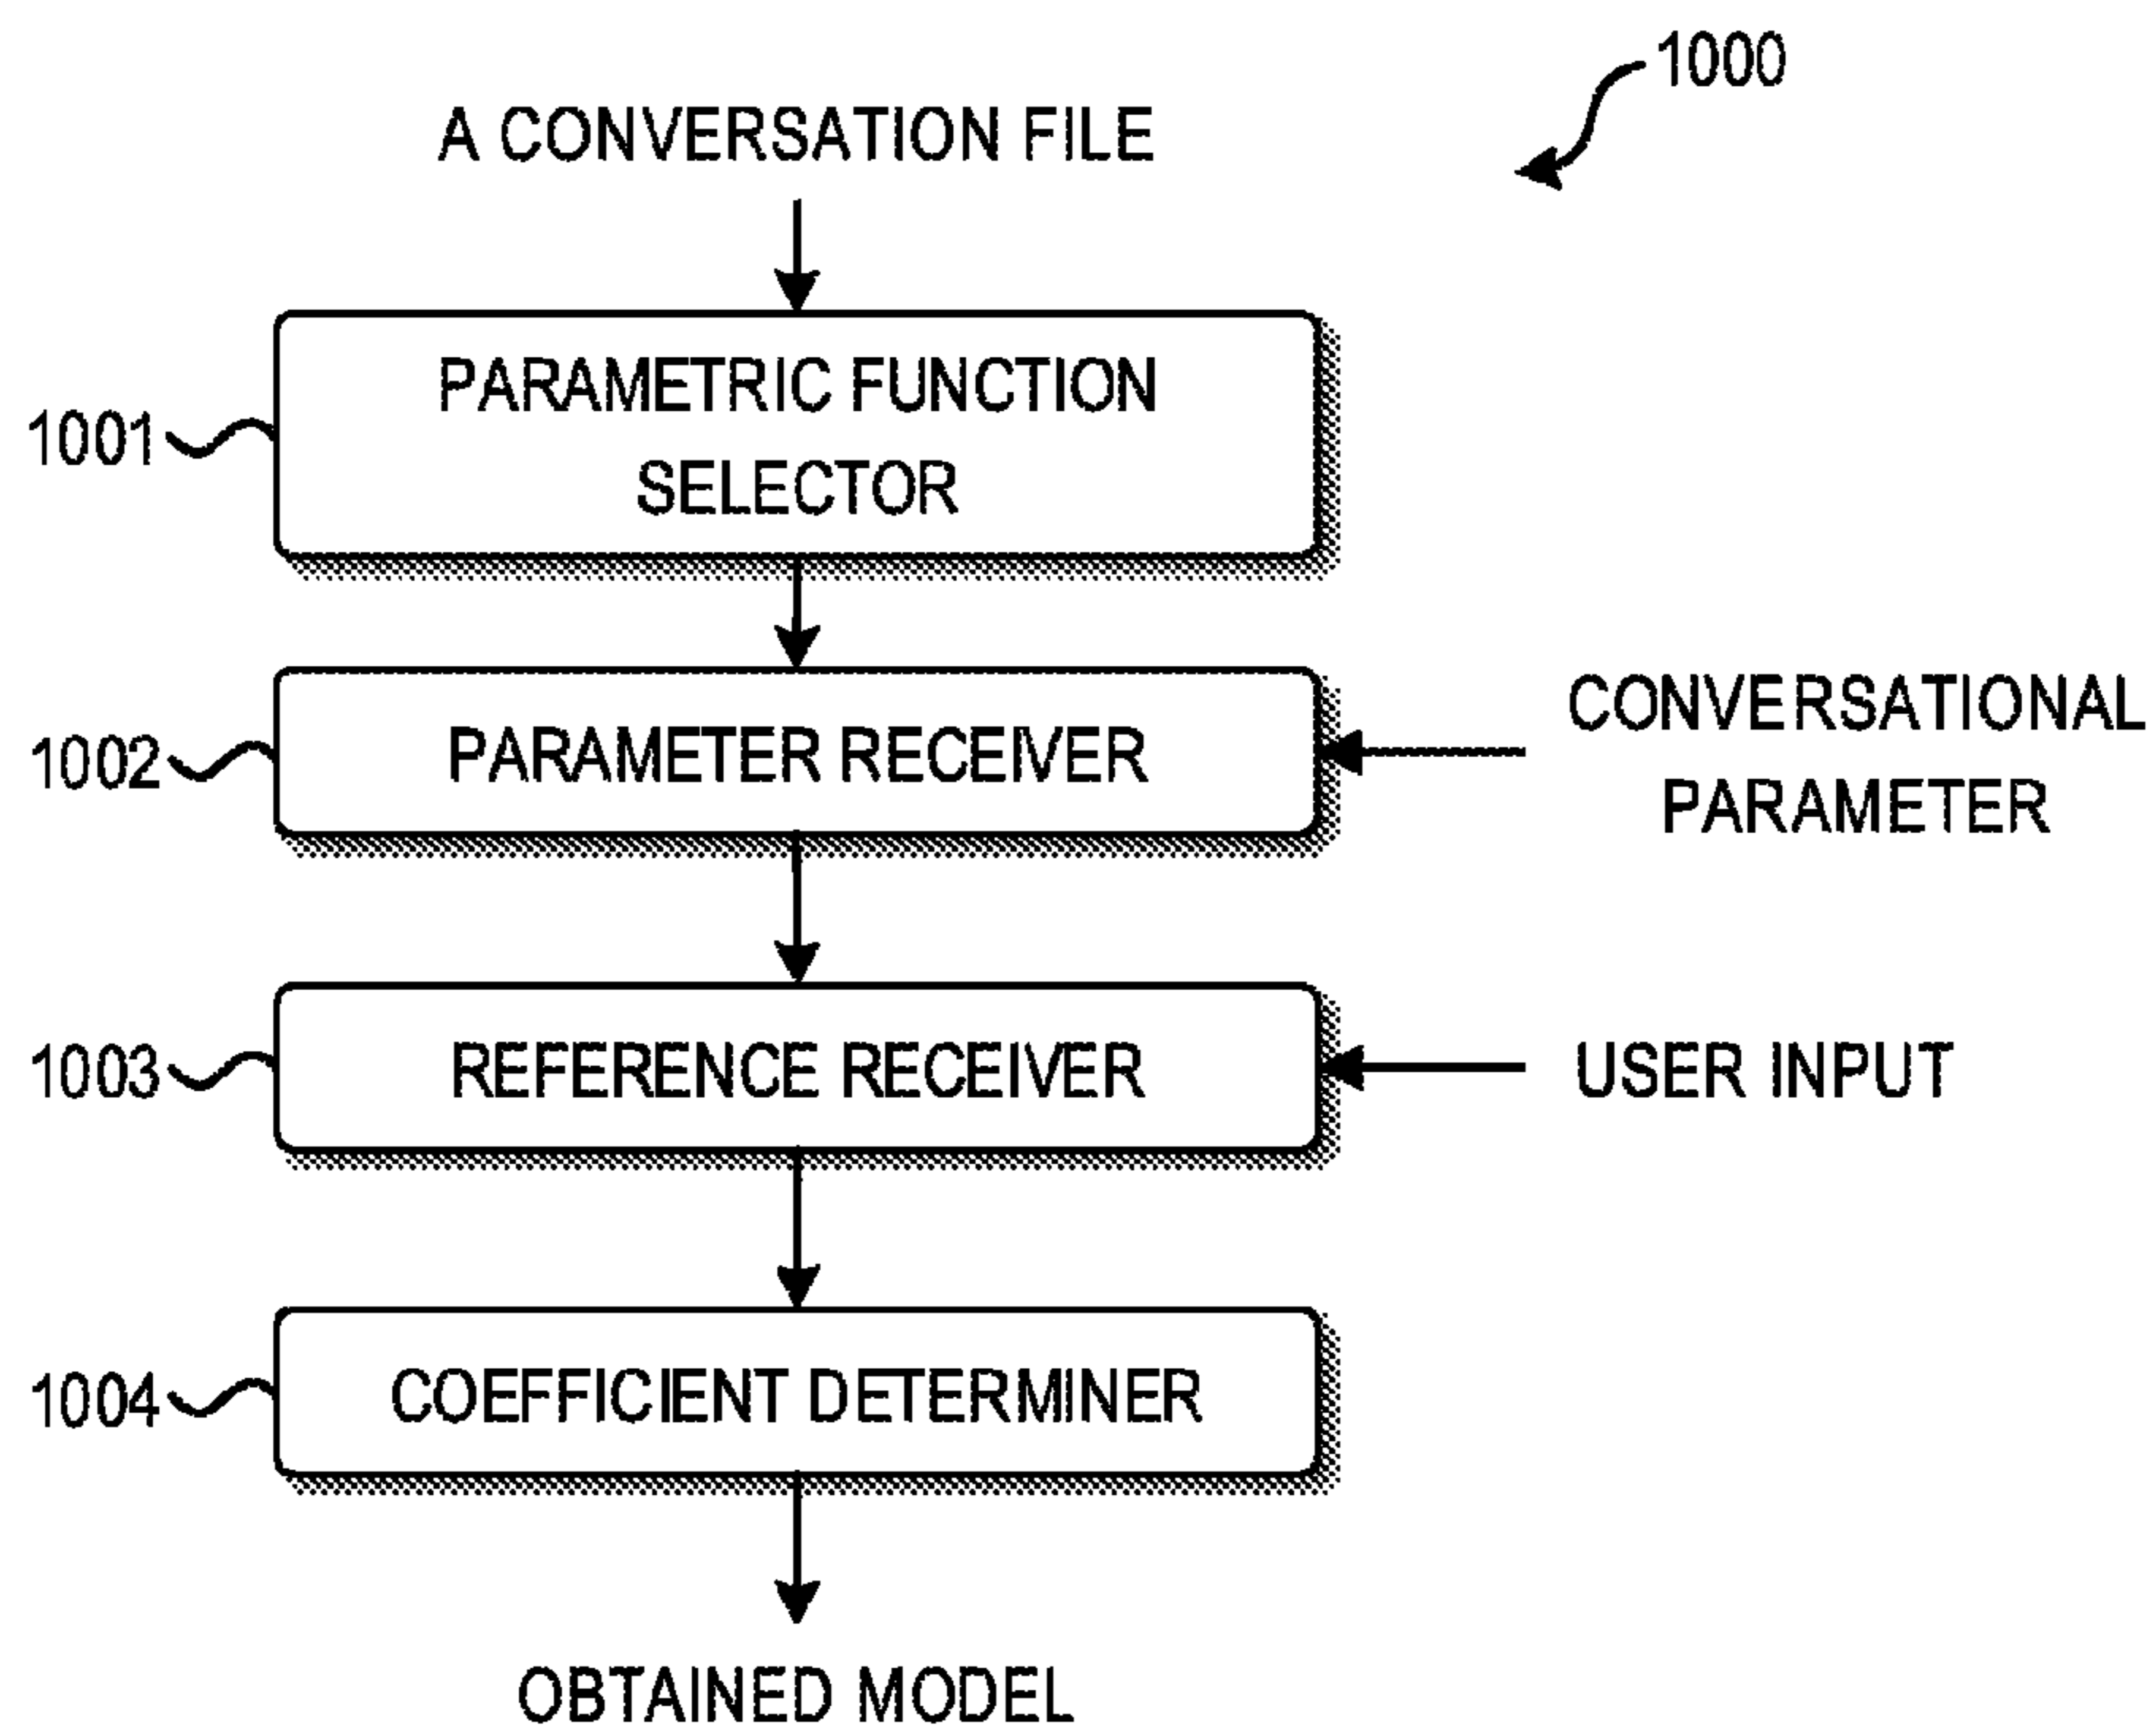 1000
A CONVERSATION FILE
1001
PARAMETRIC FUNCTION
SELECTOR
1002
PARAMETER RECEIVER
CONVERSATIONAL
PARAMETER
1003
REFERENCE RECEIVER
USER INPUT
1004
COEFFICIENT DETERMINER
OBTAINED MODEL